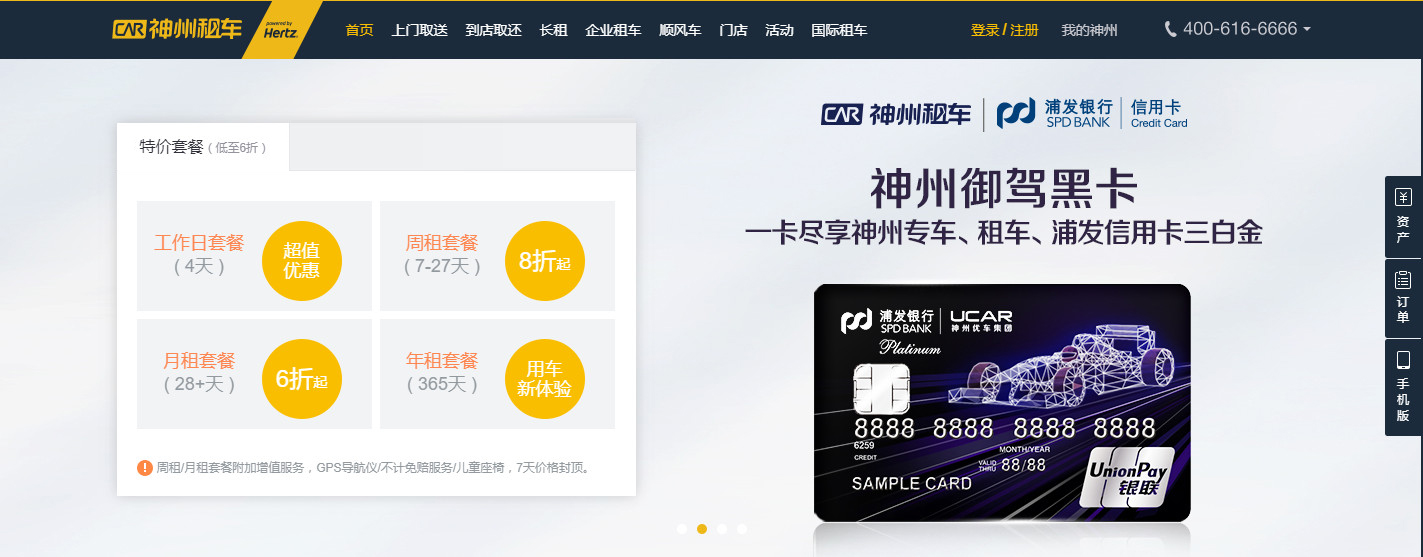 CAR 神州租车
powered by
Hertz.
首页 上门取送 到店取还 长租 企业租车 顺风车 门店 活动 国际租车
登录 / 注册 我的神州 400-616-6666
特价套餐 ( 低至6折 )
工作日套餐
( 4天 )
超值
优惠
周租套餐
( 7-27天 )
8折起
月租套餐
( 28+天 )
6折起
年租套餐
( 365天 )
用车
新体验
周租/月租套餐附加增值服务，GPS导航仪/不计免赔服务/儿童座椅，7天价格封顶。
CAR 神州租车 浦发银行 信用卡
SPD BANK Credit Card
神州御驾黑卡
一卡尽享神州专车、租车、浦发信用卡三白金
浦发银行 UCAR
SPD BANK 神州优车集团
Platinum
8888 8888 8888 8888
6259
CREDIT
MONTH/YEAR
VALID
THRU 88/88
SAMPLE CARD
UnionPay
银联
资产
订单
手机版